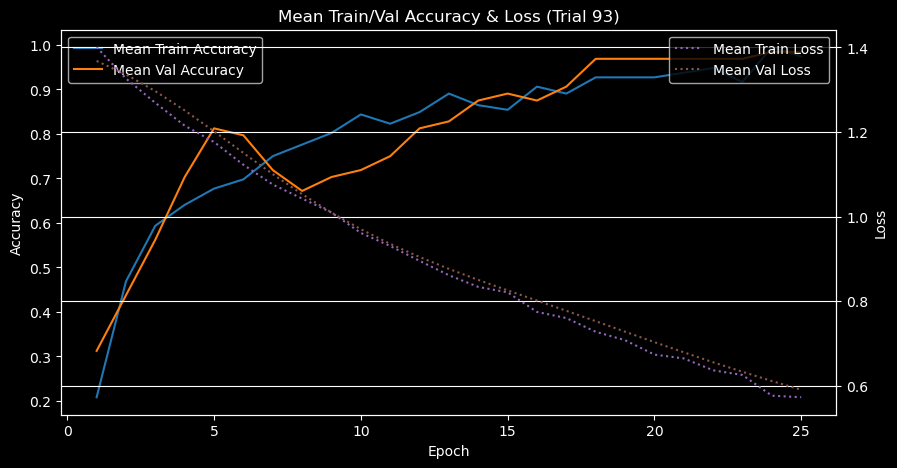 Mean Train/Val Accuracy & Loss (Trial 93)
Mean Train Accuracy
Mean Val Accuracy
Mean Train Loss
Mean Val Loss
1.0
0.9
0.8
0.7
0.6
0.5
0.4
0.3
0.2
Accuracy
1.4
1.2
1.0
0.8
0.6
Loss
0
5
10
15
20
25
Epoch